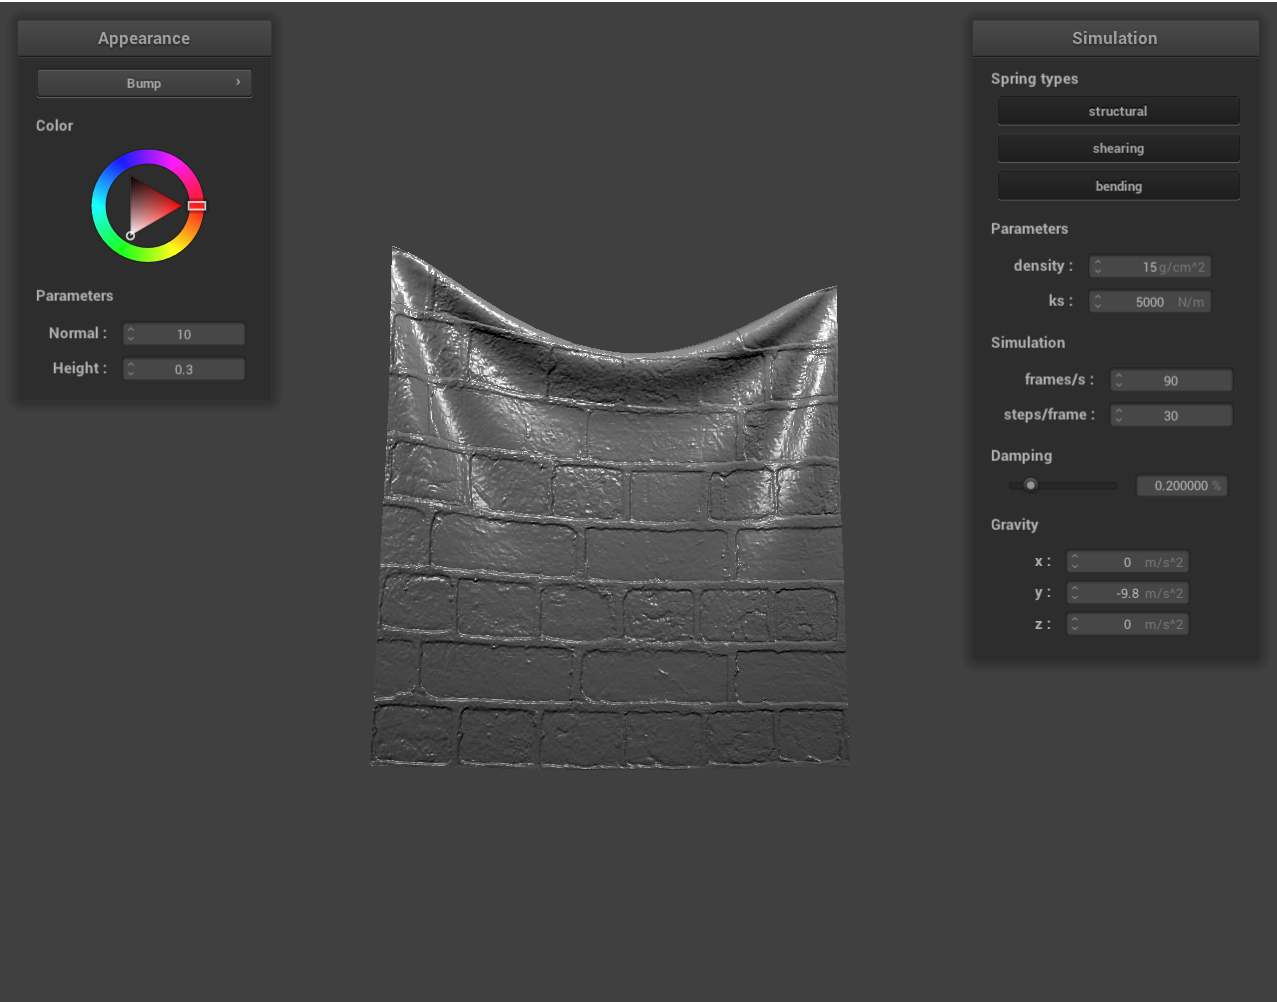 Appearance
Bump ›
Color
Parameters
Normal : 10
Height : 0.3
Simulation
Spring types
structural
shearing
bending
Parameters
density : 15 g/cm^2
ks : 5000 N/m
Simulation
frames/s : 90
steps/frame : 30
Damping
0.200000 %
Gravity
x : 0 m/s^2
y : -9.8 m/s^2
z : 0 m/s^2